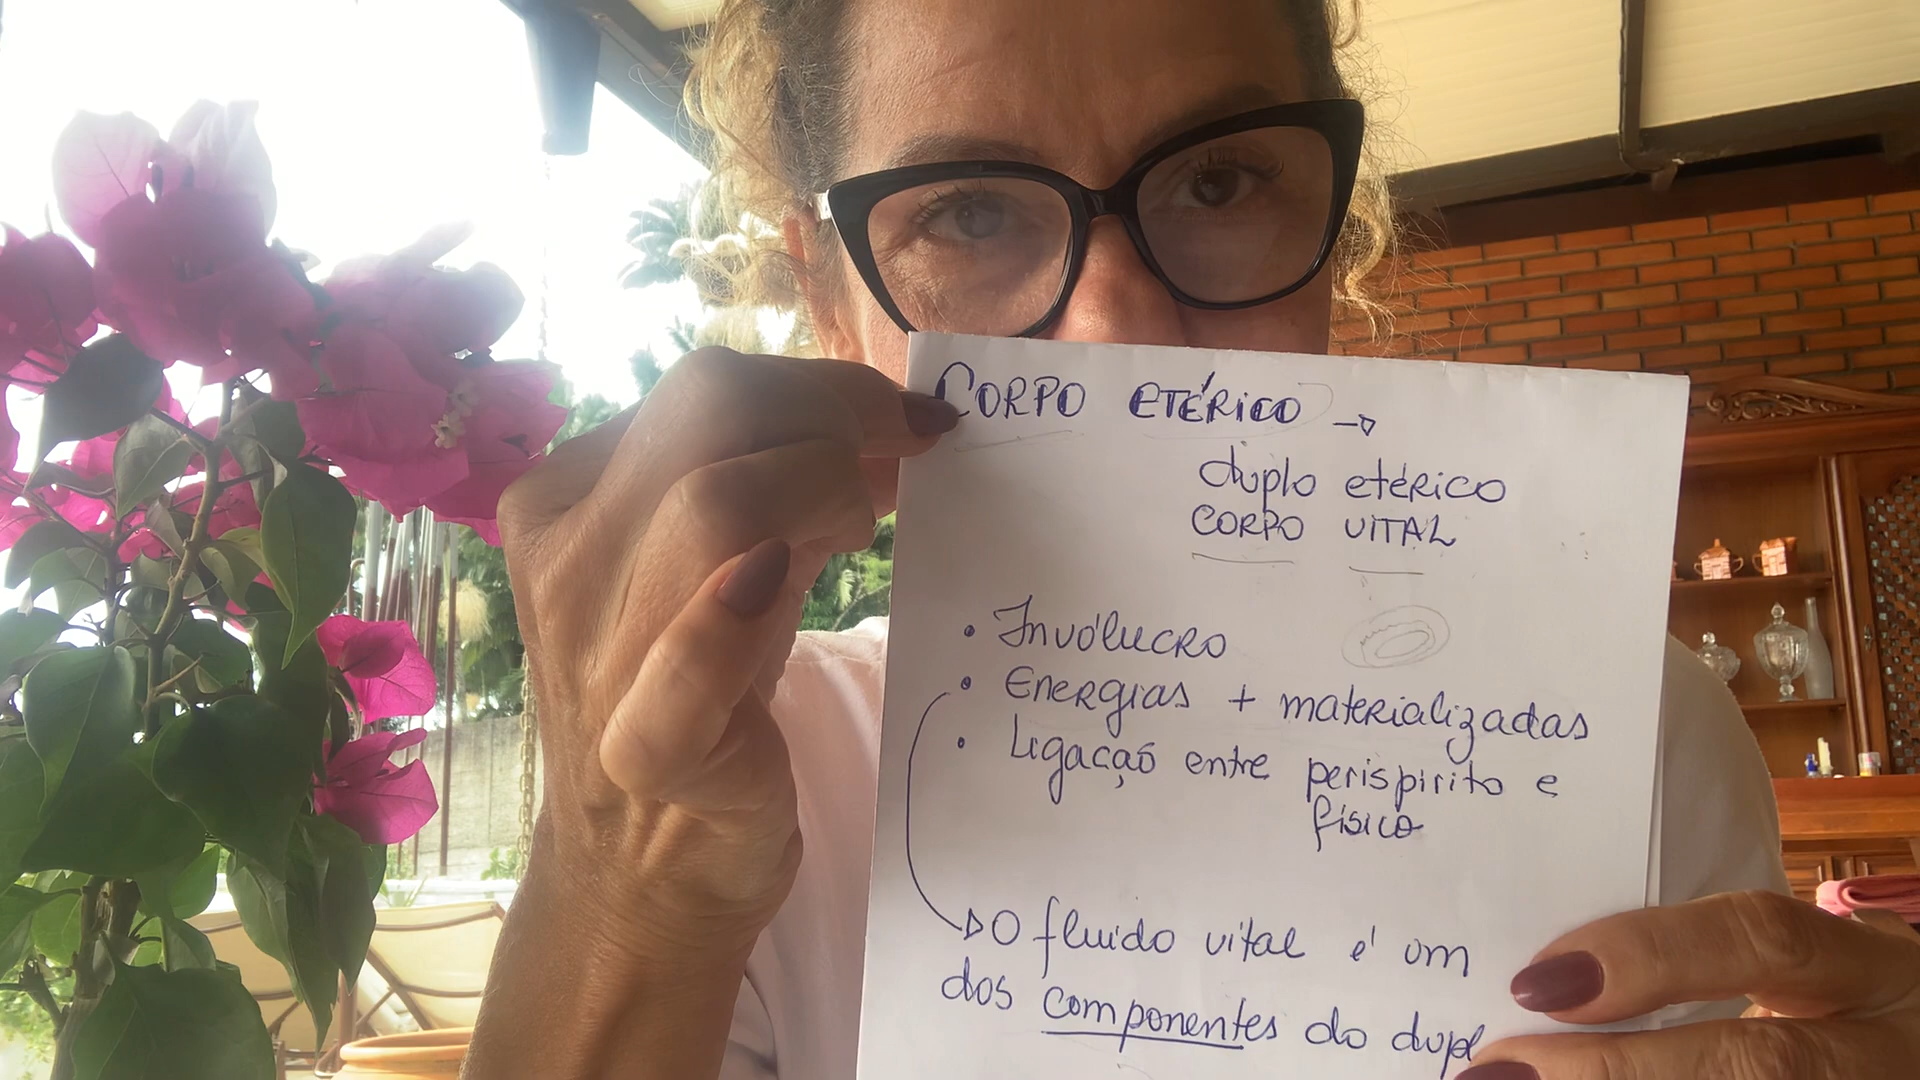 CORPO ETÉRICO →
duplo etérico
CORPO VITAL
• Invólucro
• Energias + materializadas
• Ligação entre perispirito e
físico
→ O fluido vital é um
dos componentes do dupl